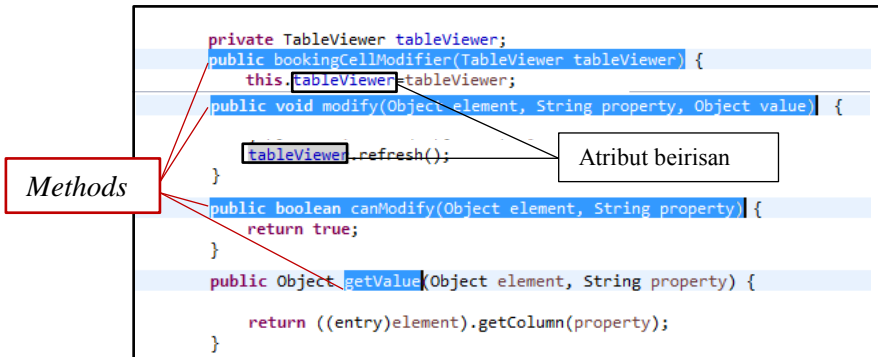 private TableViewer tableViewer;
public bookingCellModifier(TableViewer tableViewer) {
this.tableViewer=tableViewer;
public void modify(Object element, String property, Object value) {
tableViewer.refresh();
Atribut beirisan
}
Methods
public boolean canModify(Object element, String property) {
return true;
}
public Object getValue(Object element, String property) {
return ((entry)element).getColumn(property);
}